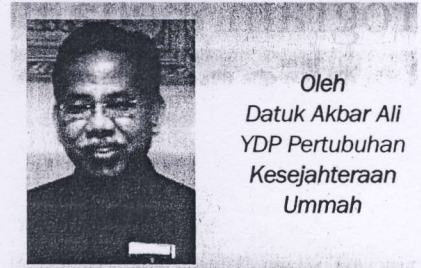 Oleh
Datuk Akbar Ali
YDP Pertubuhan
Kesejahteraan
Ummah